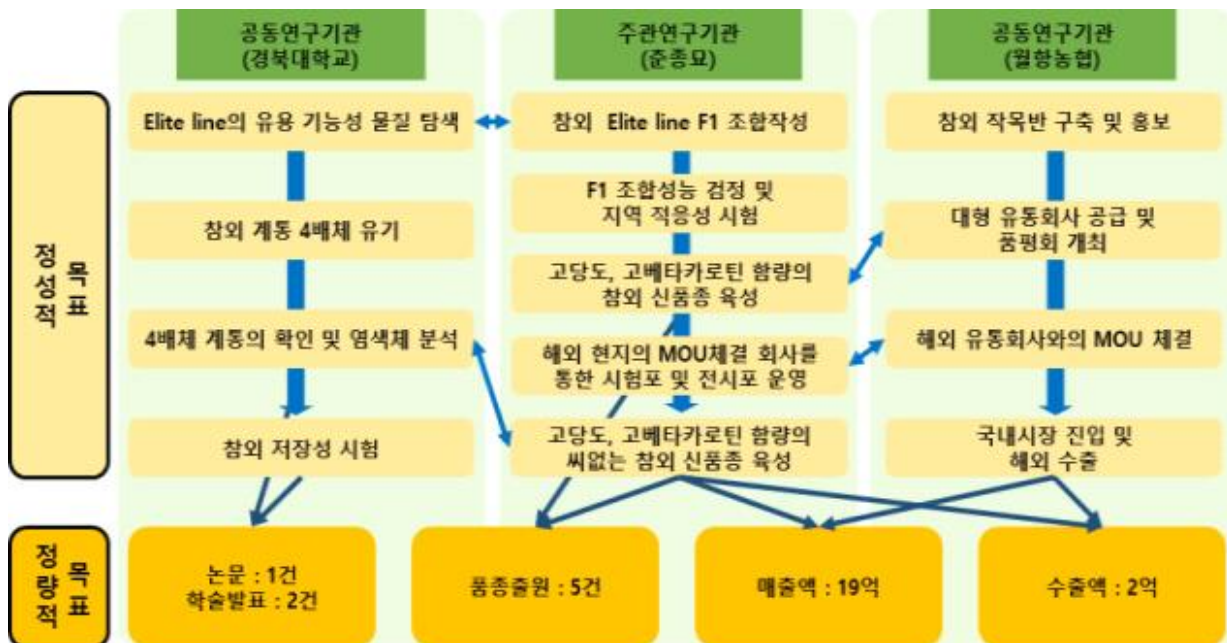 공동연구기관
(경북대학교)
주관연구기관
(준종묘)
공동연구기관
(월항농협)
정성적
목표
Elite line의 유용 기능성 물질 탐색
참외 계통 4배체 유기
4배체 계통의 확인 및 염색체 분석
참외 저장성 시험
참외 Elite line F1 조합작성
F1 조합성능 검정 및
지역 적응성 시험
고당도, 고베타카로틴 함량의
참외 신품종 육성
해외 현지의 MOU체결 회사를
통한 시험포 및 전시포 운영
고당도, 고베타카로틴 함량의
씨없는 참외 신품종 육성
참외 작목반 구축 및 홍보
대형 유통회사 공급 및
품평회 개최
해외 유통회사와의 MOU 체결
국내시장 진입 및
해외 수출
정량적
목표
논문 : 1건
학술발표 : 2건
품종출원 : 5건
매출액 : 19억
수출액 : 2억